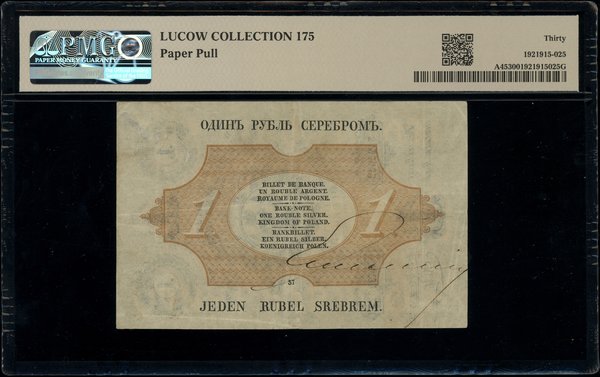 PMG
PAPER MONEY GUARANTY
LUCOW COLLECTION 175
Paper Pull
Thirty
1921915-025
A453001921915025G
ОДИНЪ РУБЛЬ СЕРЕБРОМЪ.
1
BILLET DE BANQUE.
UN ROUBLE ARGENT.
ROYAUME DE POLOGNE.
BANK-NOTE,
ONE ROUBLE SILVER.
KINGDOM OF POLAND.
BANKBILLET.
EIN RUBEL SILBER.
KOENIGREICH POLEN.
1
57
JEDEN RUBEL SREBREM.